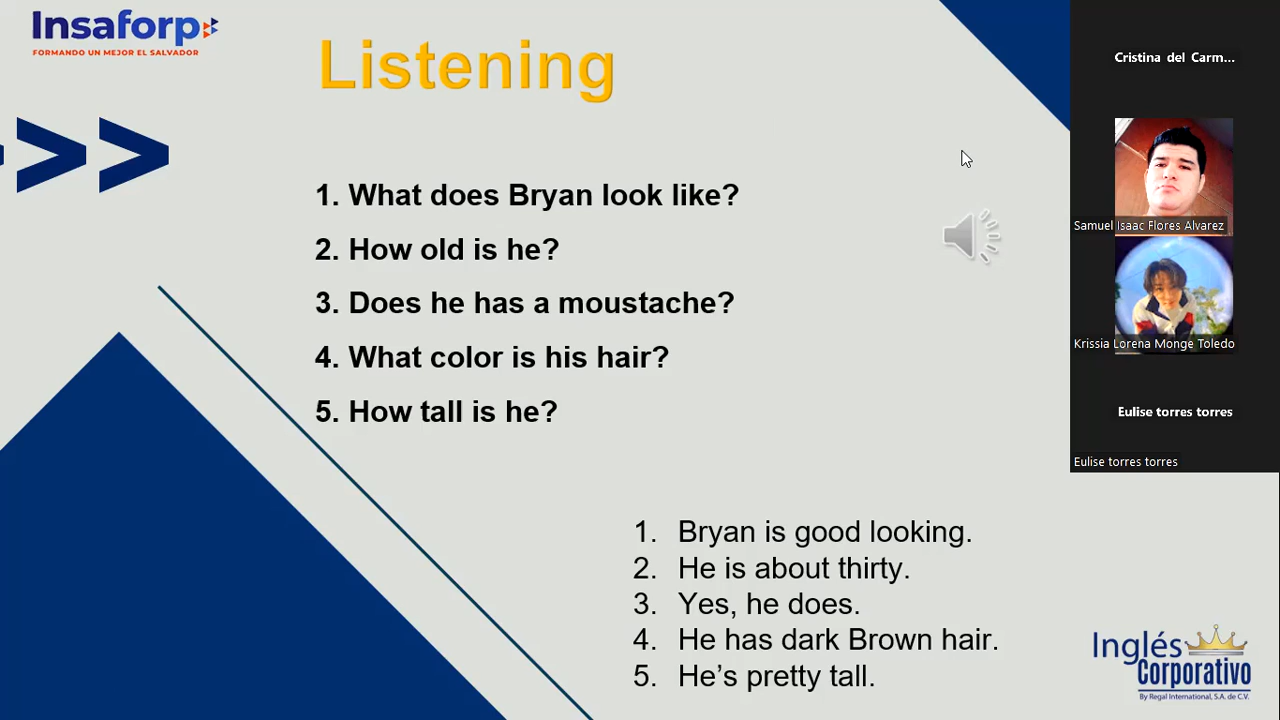 Insaforp
FORMANDO UN MEJOR EL SALVADOR
Listening
1. What does Bryan look like?
2. How old is he?
3. Does he has a moustache?
4. What color is his hair?
5. How tall is he?
1. Bryan is good looking.
2. He is about thirty.
3. Yes, he does.
4. He has dark Brown hair.
5. He’s pretty tall.
Cristina del Carm...
Samuel Isaac Flores Alvarez
Krissia Lorena Monge Toledo
Eulise torres torres
Eulise torres torres
Inglés
Corporativo
By Regal International, S.A. de C.V.